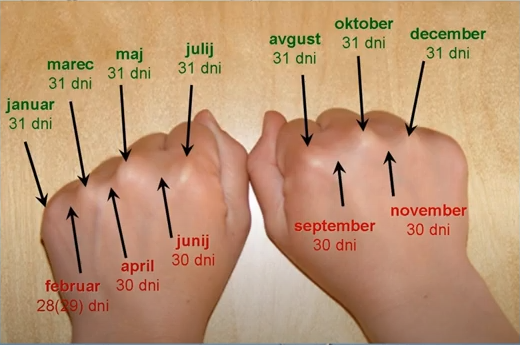 januar
31 dni
marec
31 dni
maj
31 dni
julij
31 dni
avgust
31 dni
oktober
31 dni
december
31 dni
februar
28(29) dni
april
30 dni
junij
30 dni
september
30 dni
november
30 dni